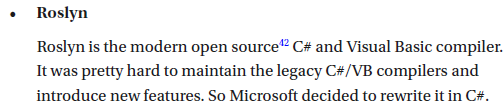 • Roslyn
Roslyn is the modern open source42 C# and Visual Basic compiler.
It was pretty hard to maintain the legacy C#/VB compilers and
introduce new features. So Microsoft decided to rewrite it in C#.